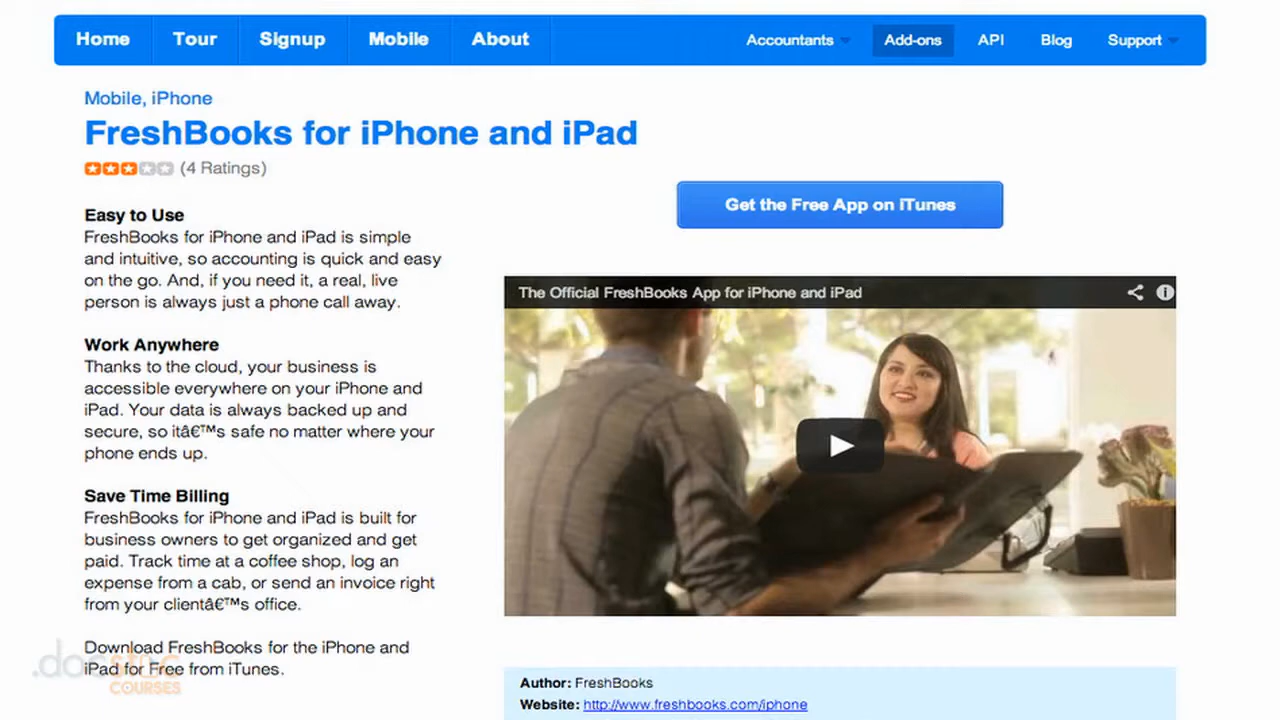 Home Tour Signup Mobile About Accountants Add-ons API Blog Support
Mobile, iPhone
FreshBooks for iPhone and iPad
(4 Ratings)
Get the Free App on iTunes
Easy to Use
FreshBooks for iPhone and iPad is simple
and intuitive, so accounting is quick and easy
on the go. And, if you need it, a real, live
person is always just a phone call away.
Work Anywhere
Thanks to the cloud, your business is
accessible everywhere on your iPhone and
iPad. Your data is always backed up and
secure, so itâ€™s safe no matter where your
phone ends up.
Save Time Billing
FreshBooks for iPhone and iPad is built for
business owners to get organized and get
paid. Track time at a coffee shop, log an
expense from a cab, or send an invoice right
from your clientâ€™s office.
Download FreshBooks for the iPhone and
iPad for Free from iTunes.
The Official FreshBooks App for iPhone and iPad
Author: FreshBooks
Website: http://www.freshbooks.com/iphone
.docstoc
COURSES